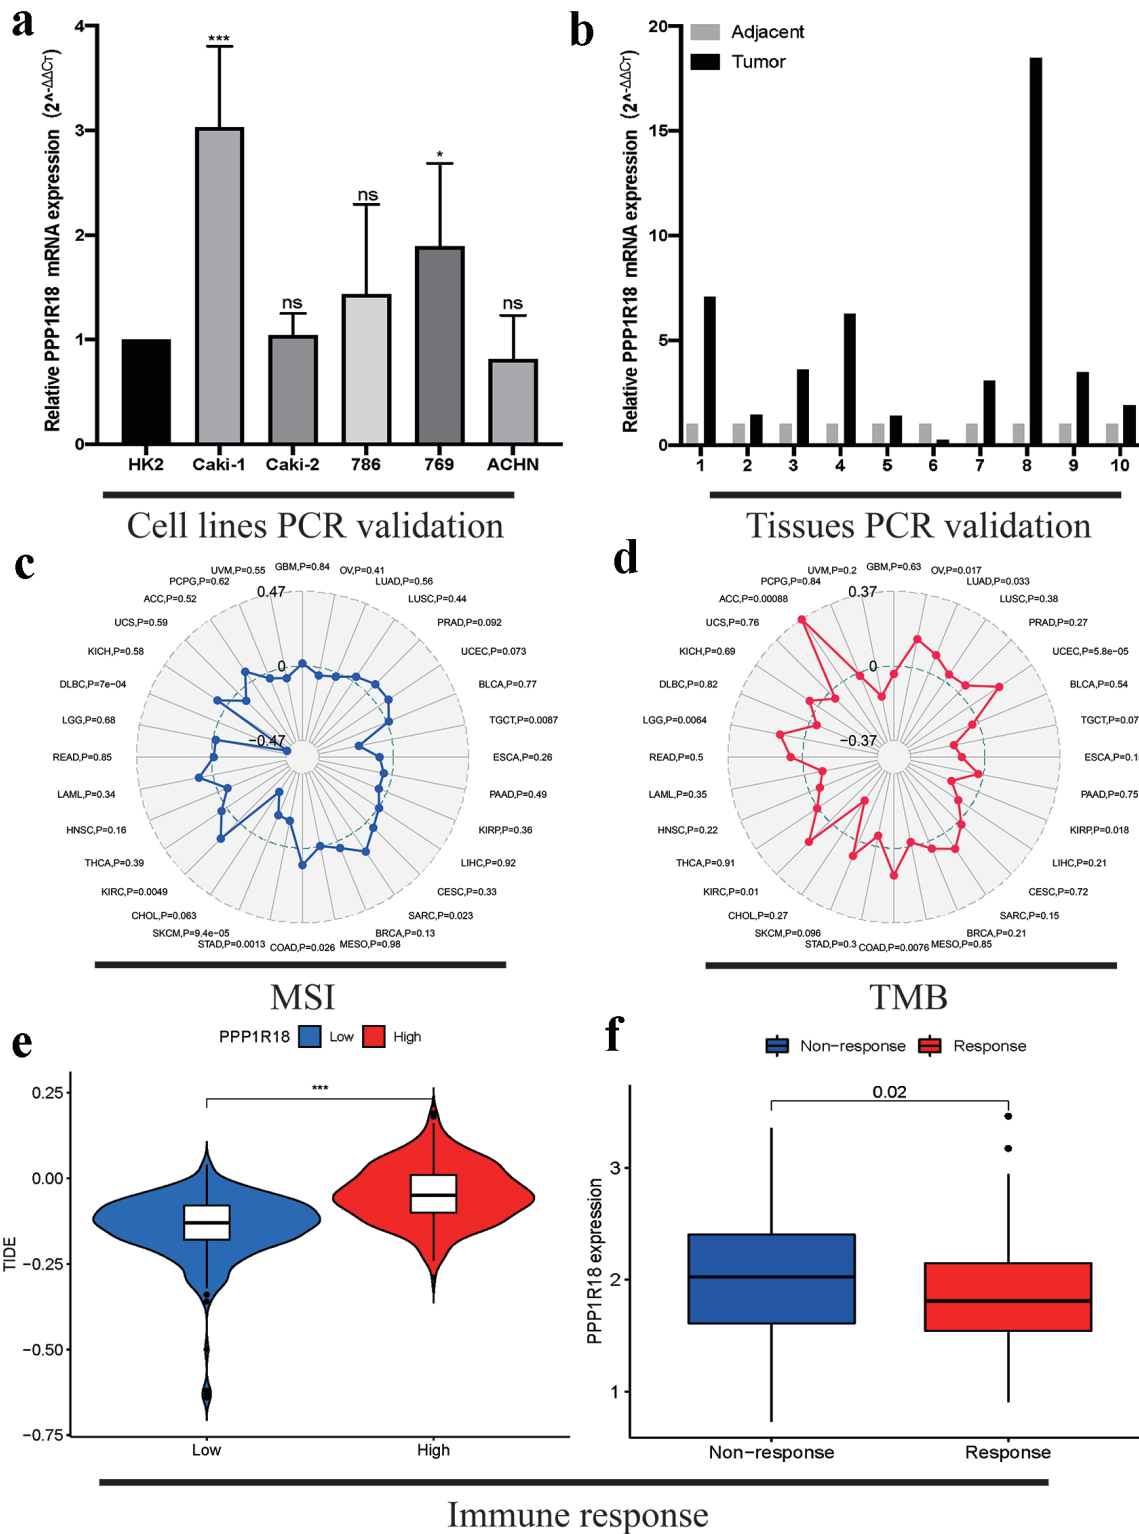 a
Relative PPP1R18 mRNA expression (2^-ΔΔCT)
4
3
2
1
0
***
ns
ns
*
ns
HK2 Caki-1 Caki-2 786 769 ACHN
Cell lines PCR validation
b
Relative PPP1R18 mRNA expression (2^-ΔΔCT)
Adjacent
Tumor
20
15
10
5
0
1 2 3 4 5 6 7 8 9 10
Tissues PCR validation
c
0.47
0
−0.47
GBM,P=0.84
OV,P=0.41
LUAD,P=0.56
LUSC,P=0.44
PRAD,P=0.092
UCEC,P=0.073
BLCA,P=0.77
TGCT,P=0.0087
ESCA,P=0.26
PAAD,P=0.49
KIRP,P=0.36
LIHC,P=0.92
CESC,P=0.33
SARC,P=0.023
BRCA,P=0.13
MESO,P=0.98
COAD,P=0.026
STAD,P=0.0013
SKCM,P=9.4e−05
CHOL,P=0.063
KIRC,P=0.0049
THCA,P=0.39
HNSC,P=0.16
LAML,P=0.34
READ,P=0.85
LGG,P=0.68
DLBC,P=7e−04
KICH,P=0.58
UCS,P=0.59
ACC,P=0.52
PCPG,P=0.62
UVM,P=0.55
MSI
d
0.37
0
−0.37
GBM,P=0.63
OV,P=0.017
LUAD,P=0.033
LUSC,P=0.38
PRAD,P=0.27
UCEC,P=5.8e−05
BLCA,P=0.54
TGCT,P=0.07
ESCA,P=0.1
PAAD,P=0.75
KIRP,P=0.018
LIHC,P=0.21
CESC,P=0.72
SARC,P=0.15
BRCA,P=0.21
MESO,P=0.85
COAD,P=0.0076
STAD,P=0.3
SKCM,P=0.096
CHOL,P=0.27
KIRC,P=0.01
THCA,P=0.91
HNSC,P=0.22
LAML,P=0.35
READ,P=0.5
LGG,P=0.0064
DLBC,P=0.82
KICH,P=0.69
UCS,P=0.76
ACC,P=0.00088
PCPG,P=0.84
UVM,P=0.2
TMB
e
PPP1R18 Low High
TIDE
0.25
0.00
−0.25
−0.50
−0.75
***
Low High
f
Non−response Response
PPP1R18 expression
3
2
1
0.02
Non−response Response
Immune response